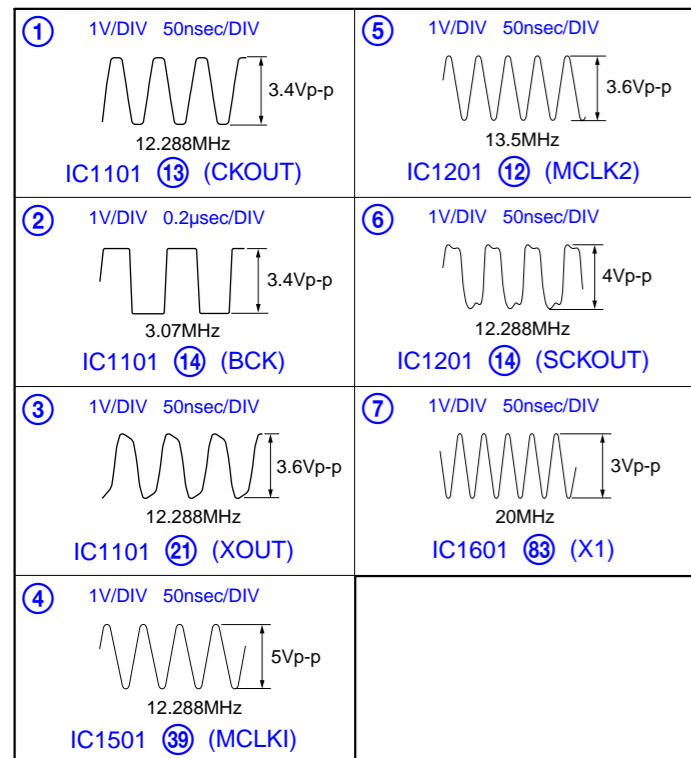 ① 1V/DIV 50nsec/DIV
3.4Vp-p
12.288MHz
IC1101 ⑬ (CKOUT)
② 1V/DIV 0.2µsec/DIV
3.4Vp-p
3.07MHz
IC1101 ⑭ (BCK)
③ 1V/DIV 50nsec/DIV
3.6Vp-p
12.288MHz
IC1101 ㉑ (XOUT)
④ 1V/DIV 50nsec/DIV
5Vp-p
12.288MHz
IC1501 ㊴ (MCLKI)
⑤ 1V/DIV 50nsec/DIV
3.6Vp-p
13.5MHz
IC1201 ⑫ (MCLK2)
⑥ 1V/DIV 50nsec/DIV
4Vp-p
12.288MHz
IC1201 ⑭ (SCKOUT)
⑦ 1V/DIV 50nsec/DIV
3Vp-p
20MHz
IC1601 83 (X1)